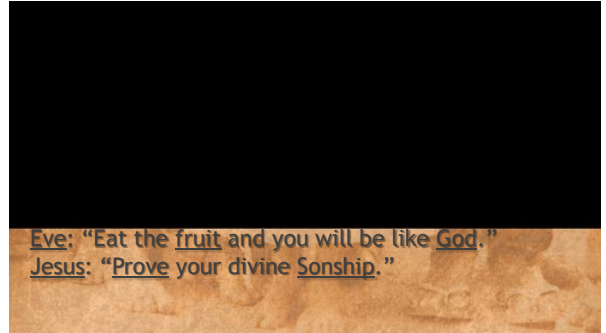 Eve: “Eat the fruit and you will be like God.”
Jesus: “Prove your divine Sonship.”